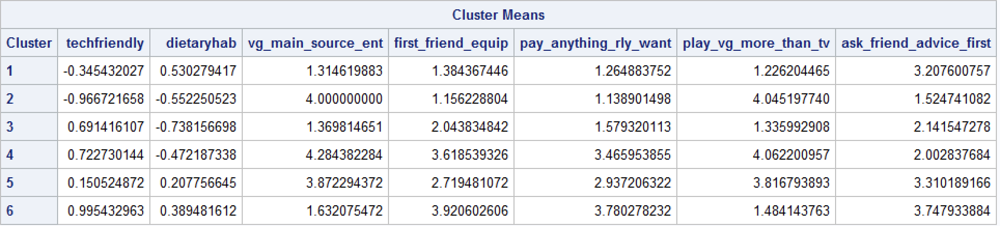 Cluster Means
Cluster techfriendly dietaryhab vg_main_source_ent first_friend_equip pay_anything_rly_want play_vg_more_than_tv ask_friend_advice_first
1 -0.345432027 0.530279417 1.314619883 1.384367446 1.264883752 1.226204465 3.207600757
2 -0.966721658 -0.552250523 4.000000000 1.156228804 1.138901498 4.045197740 1.524741082
3 0.691416107 -0.738156698 1.369814651 2.043834842 1.579320113 1.335992908 2.141547278
4 0.722730144 -0.472187338 4.284382284 3.618539326 3.465953855 4.062200957 2.002837684
5 0.150524872 0.207756645 3.872294372 2.719481072 2.937206322 3.816793893 3.310189166
6 0.995432963 0.389481612 1.632075472 3.920602606 3.780278232 1.484143763 3.747933884